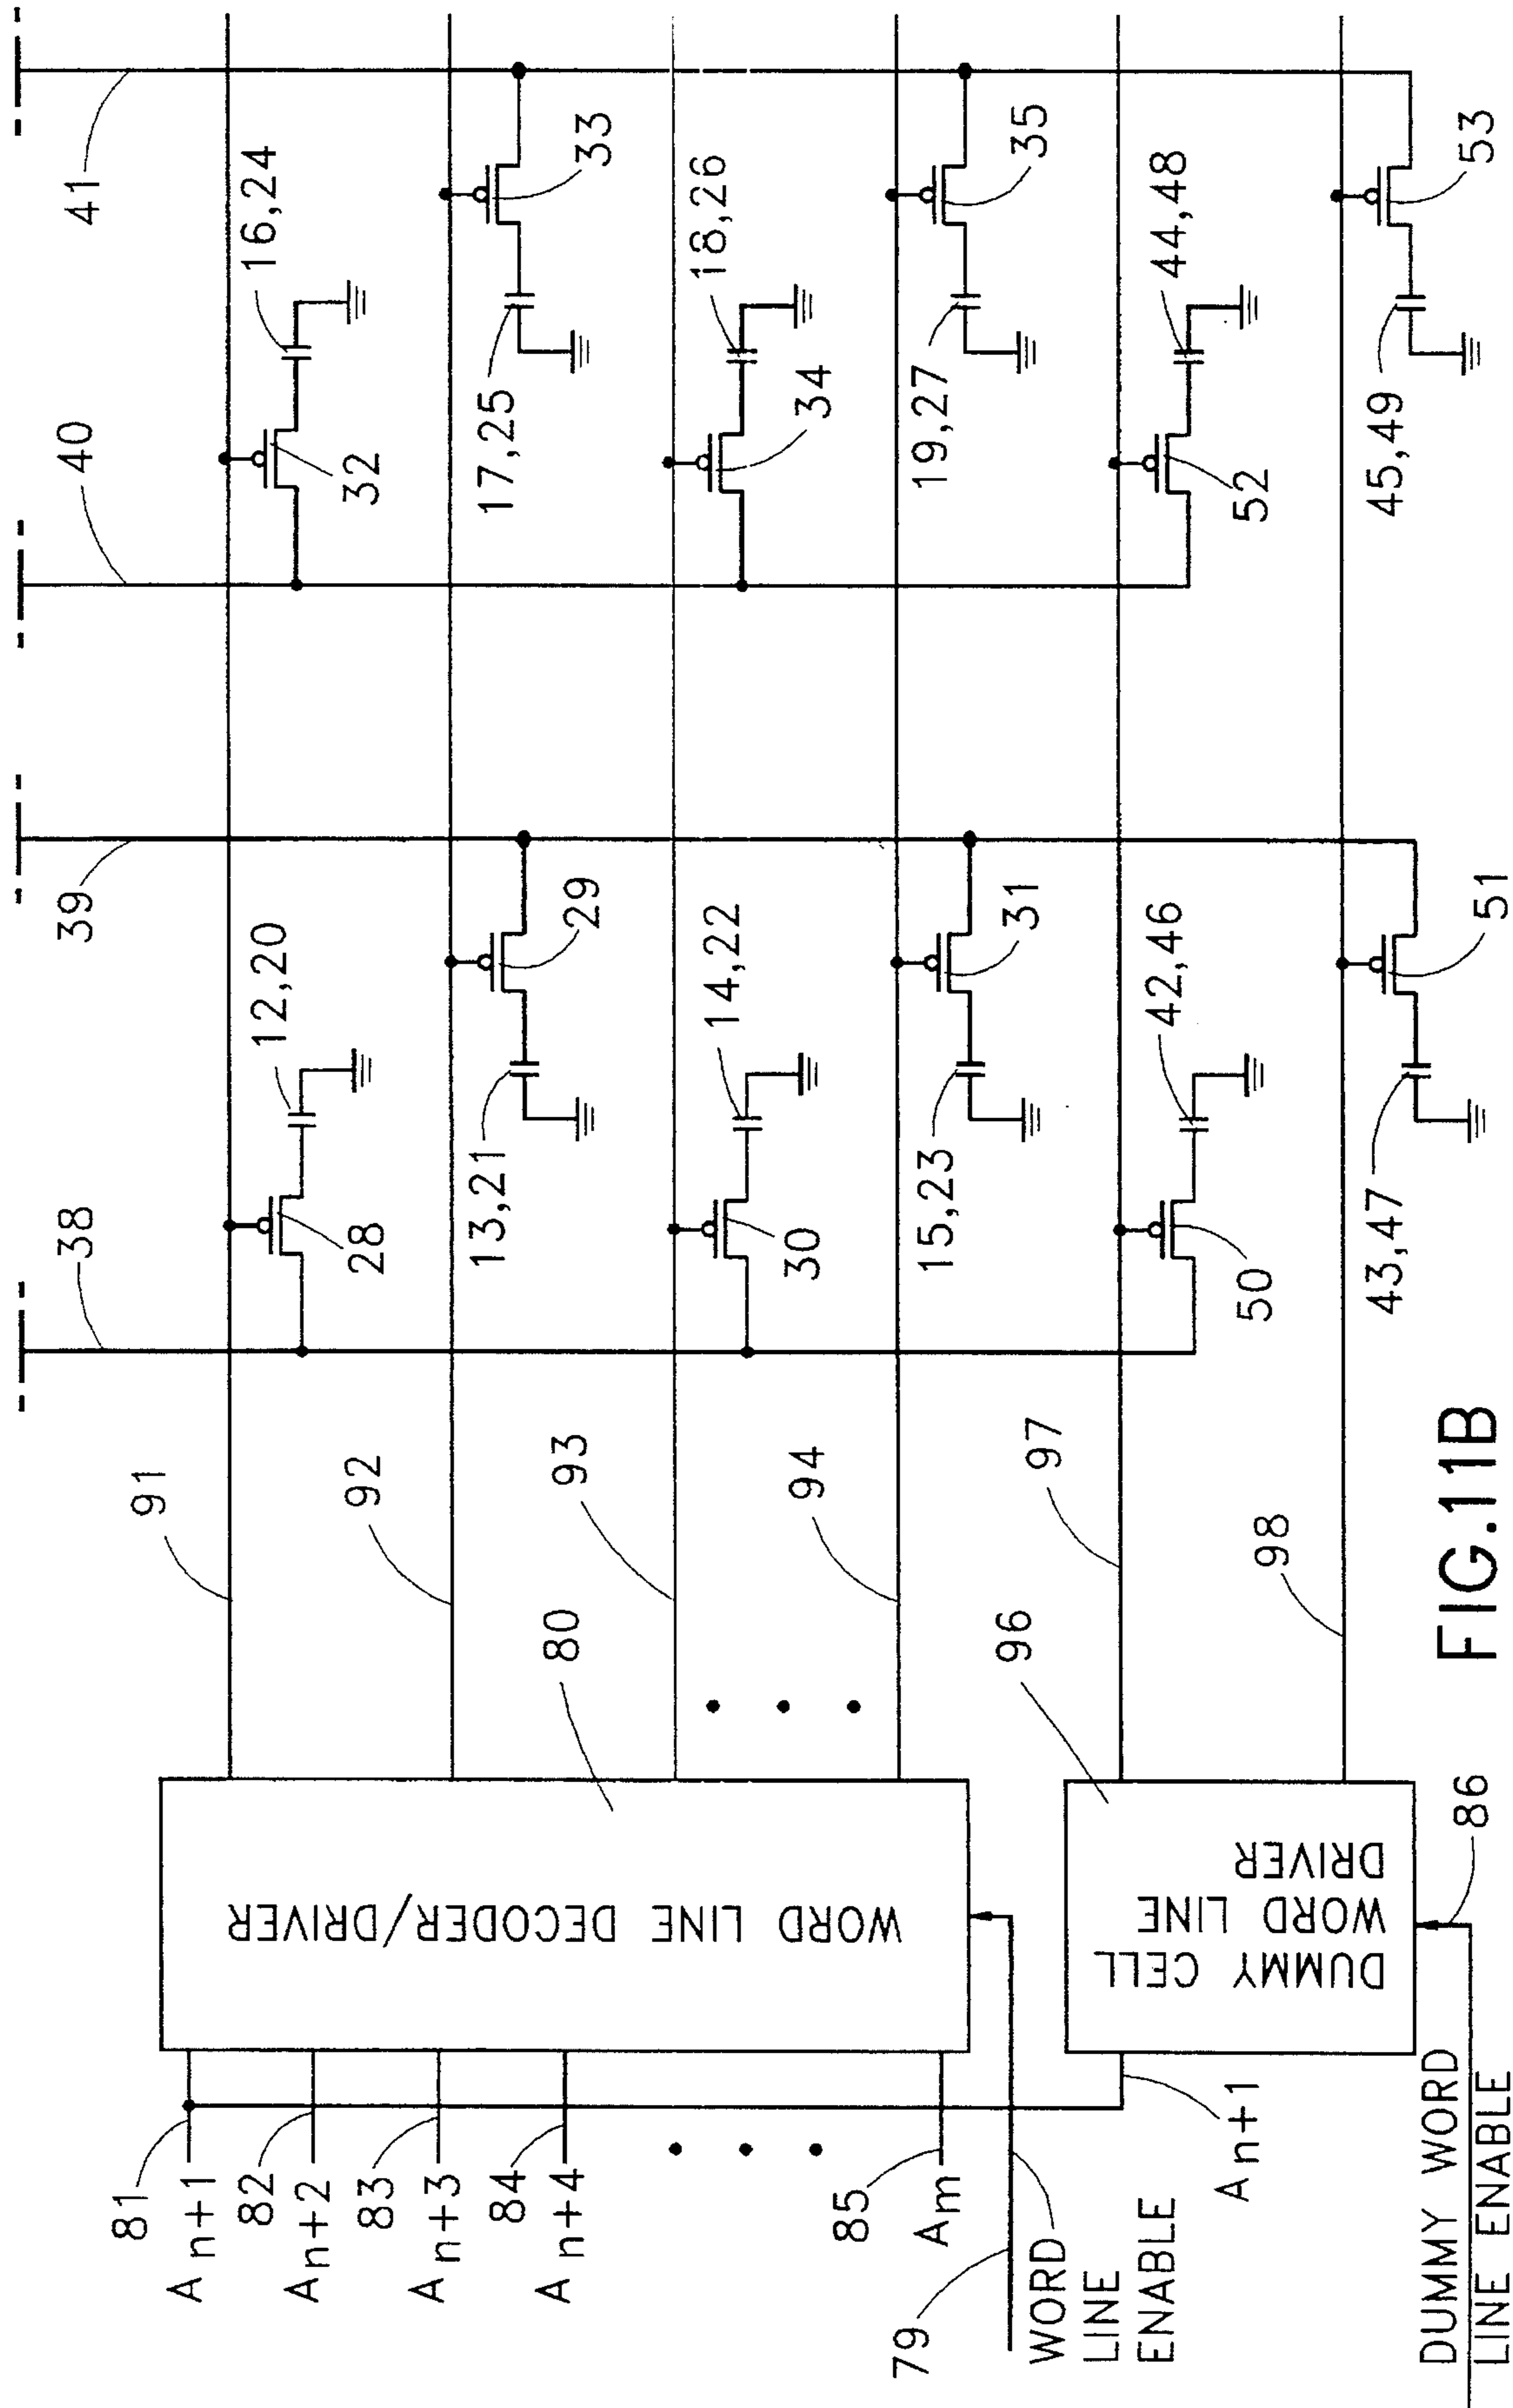 41
16,24
33
18,26
35
44,48
53
40
32
17,25
34
19,27
52
45,49
39
12,20
29
14,22
31
42,46
51
38
28
13,21
30
15,23
50
43,47
91
92
93
94
97
98
80
96
WORD LINE DECODER/DRIVER
DUMMY CELL
WORD LINE
DRIVER
86
81
A n+1
82
A n+2
83
A n+3
84
A n+4
85
A m
79
WORD
LINE
ENABLE
A n+1
DUMMY WORD
LINE ENABLE
FIG.11B